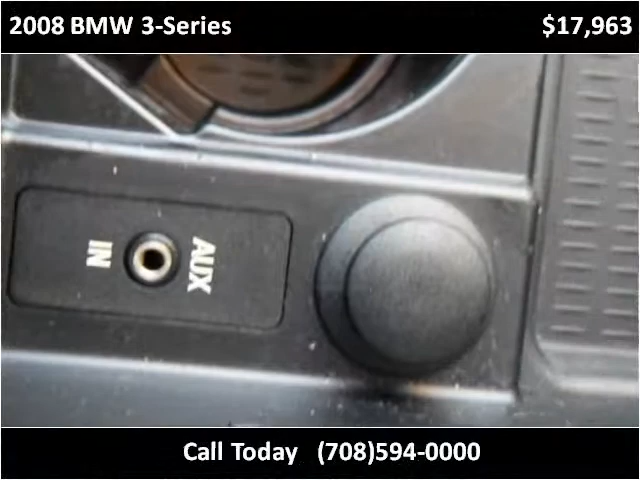 2008 BMW 3-Series $17,963
AUX
IN
Call Today (708)594-0000